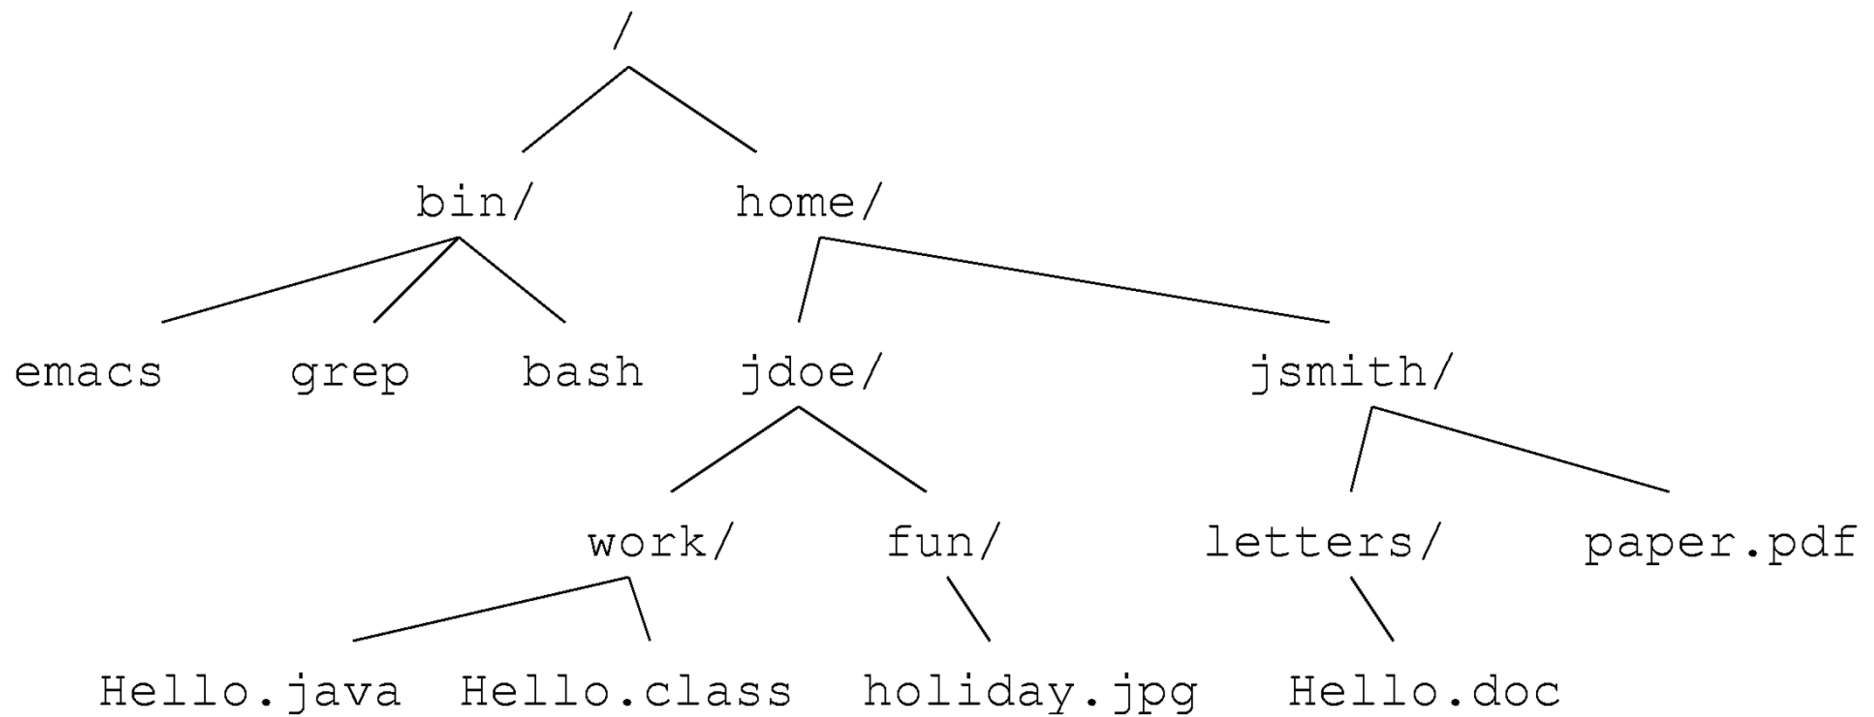 /
bin/ home/
emacs grep bash jdoe/ jsmith/
work/ fun/ letters/ paper.pdf
Hello.java Hello.class holiday.jpg Hello.doc